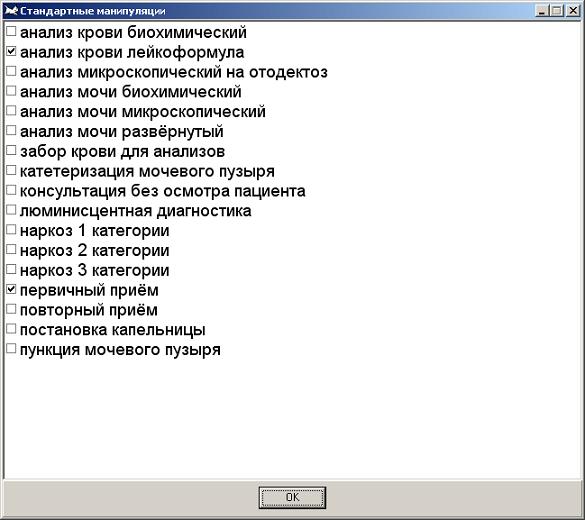 Стандартные манипуляции
анализ крови биохимический
анализ крови лейкоформула
анализ микроскопический на отодектоз
анализ мочи биохимический
анализ мочи микроскопический
анализ мочи развёрнутый
забор крови для анализов
катетеризация мочевого пузыря
консультация без осмотра пациента
люминисцентная диагностика
наркоз 1 категории
наркоз 2 категории
наркоз 3 категории
первичный приём
повторный приём
постановка капельницы
пункция мочевого пузыря
OK